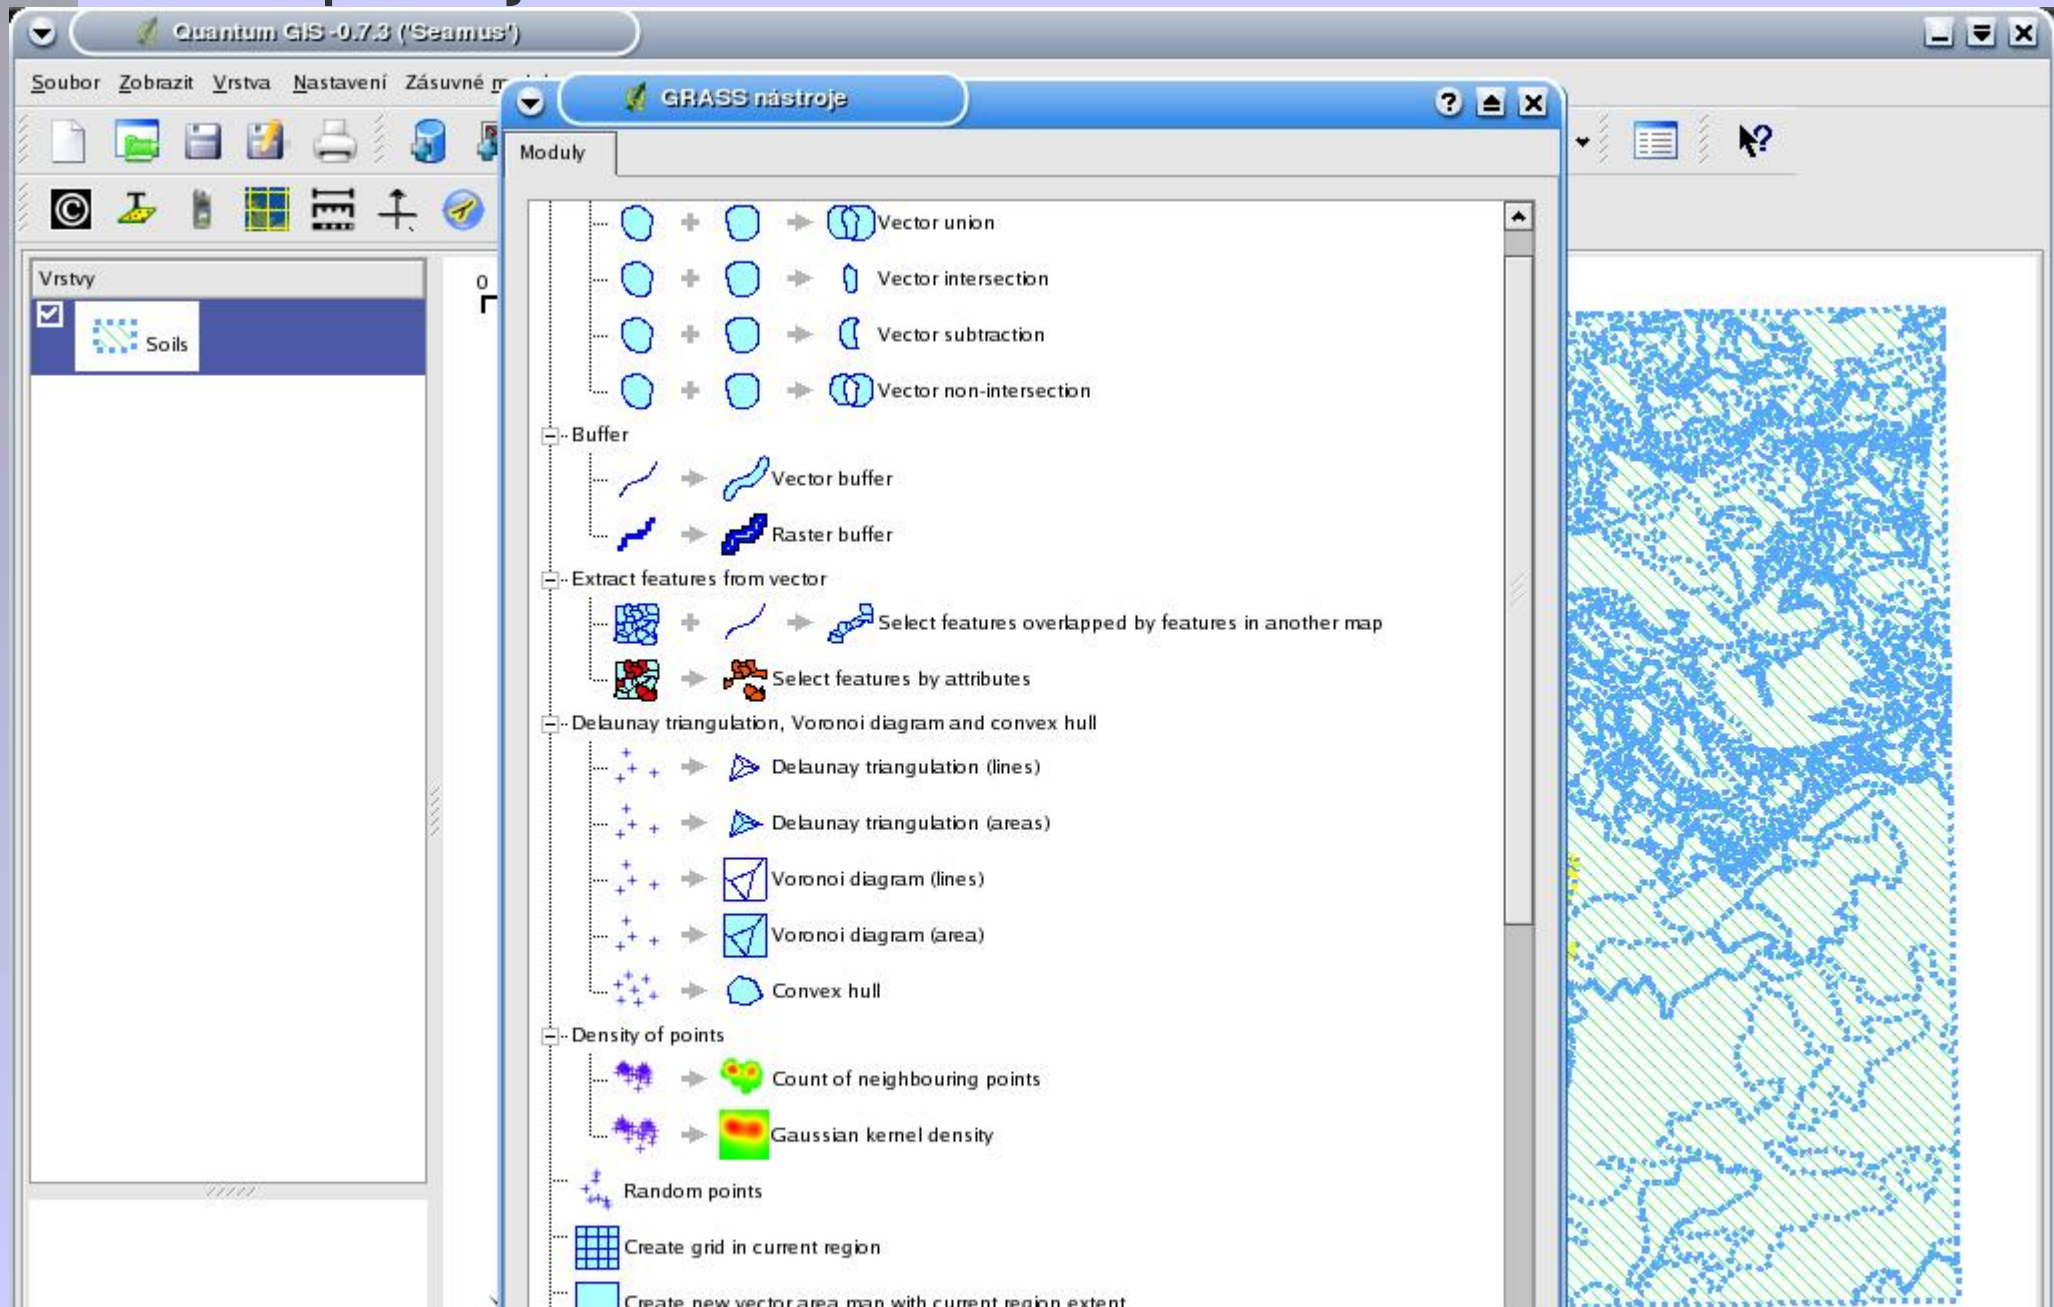 Quantum GIS -0.7.3 ('Seamus')
Soubor Zobrazit Vrstva Nastavení Zásuvné
GRASS nástroje
Moduly
Vrstvy
Soils
0
Vector union
Vector intersection
Vector subtraction
Vector non-intersection
Buffer
Vector buffer
Raster buffer
Extract features from vector
Select features overlapped by features in another map
Select features by attributes
Delaunay triangulation, Voronoi diagram and convex hull
Delaunay triangulation (lines)
Delaunay triangulation (areas)
Voronoi diagram (lines)
Voronoi diagram (area)
Convex hull
Density of points
Count of neighbouring points
Gaussian kernel density
Random points
Create grid in current region
Create new vector area map with current region extent